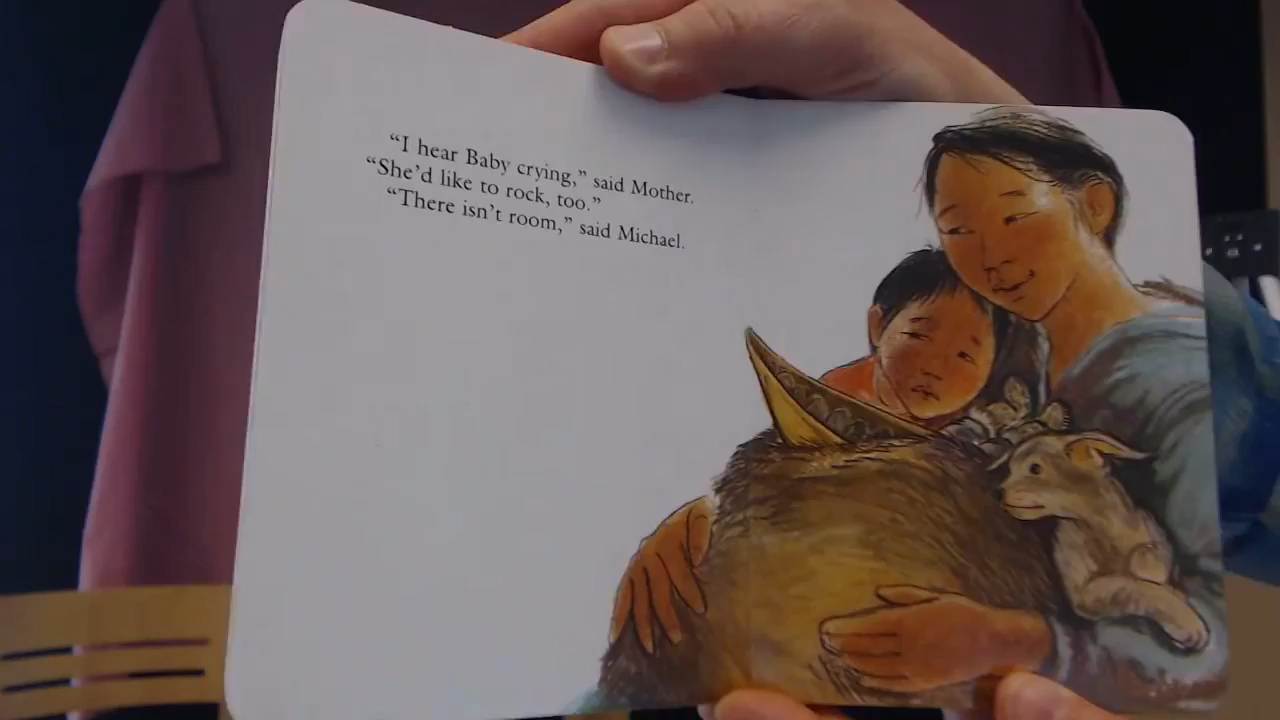 “I hear Baby crying,” said Mother.
“She’d like to rock, too.”
“There isn’t room,” said Michael.